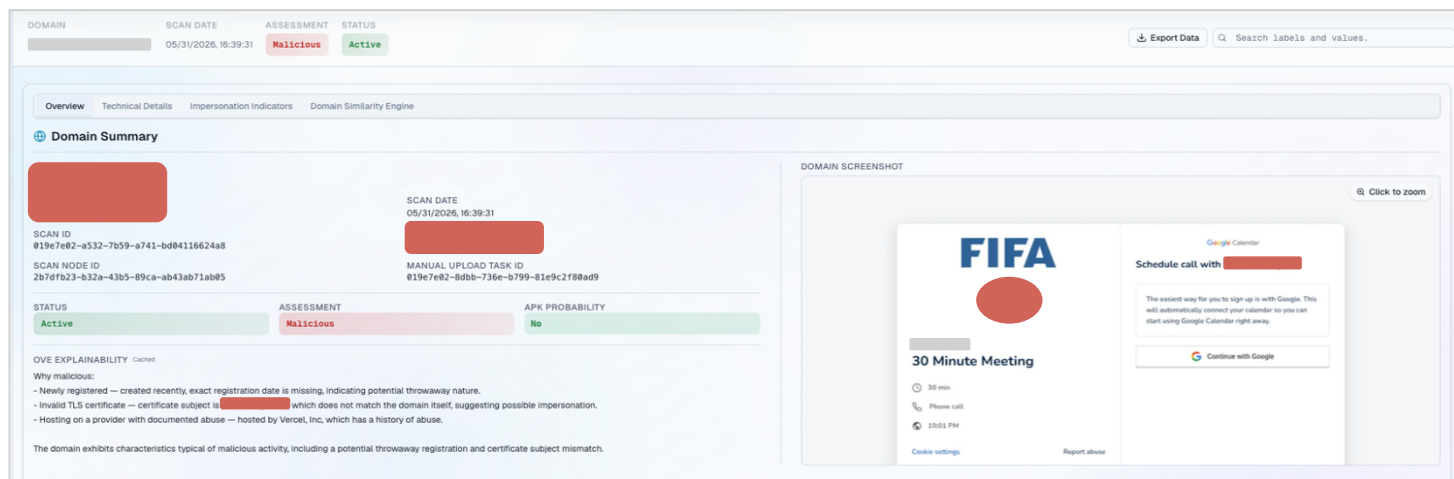 DOMAIN SCAN DATE ASSESSMENT STATUS
05/31/2026, 16:39:31 Malicious Active
Export Data Search labels and values.
Overview Technical Details Impersonation Indicators Domain Similarity Engine
Domain Summary
SCAN DATE
05/31/2026, 16:39:31
SCAN ID
019e7e02-a532-7b59-a741-bd04116624a8
SCAN NODE ID
2b7dfb23-b32a-43b5-89ca-ab43ab71ab05
MANUAL UPLOAD TASK ID
019e7e02-8dbb-736e-b799-81e9c2f80ad9
STATUS ASSESSMENT APK PROBABILITY
Active Malicious No
OVE EXPLAINABILITY Cached
Why malicious:
- Newly registered — created recently, exact registration date is missing, indicating potential throwaway nature.
- Invalid TLS certificate — certificate subject is which does not match the domain itself, suggesting possible impersonation.
- Hosting on a provider with documented abuse — hosted by Vercel, Inc, which has a history of abuse.
The domain exhibits characteristics typical of malicious activity, including a potential throwaway registration and certificate subject mismatch.
DOMAIN SCREENSHOT
Click to zoom
FIFA
30 Minute Meeting
30 min
Phone call
10:01 PM
Cookie settings Report abuse
Google Calendar
Schedule call with
The easiest way for you to sign up is with Google. This
will automatically connect your calendar so you can
start using Google Calendar right away.
Continue with Google